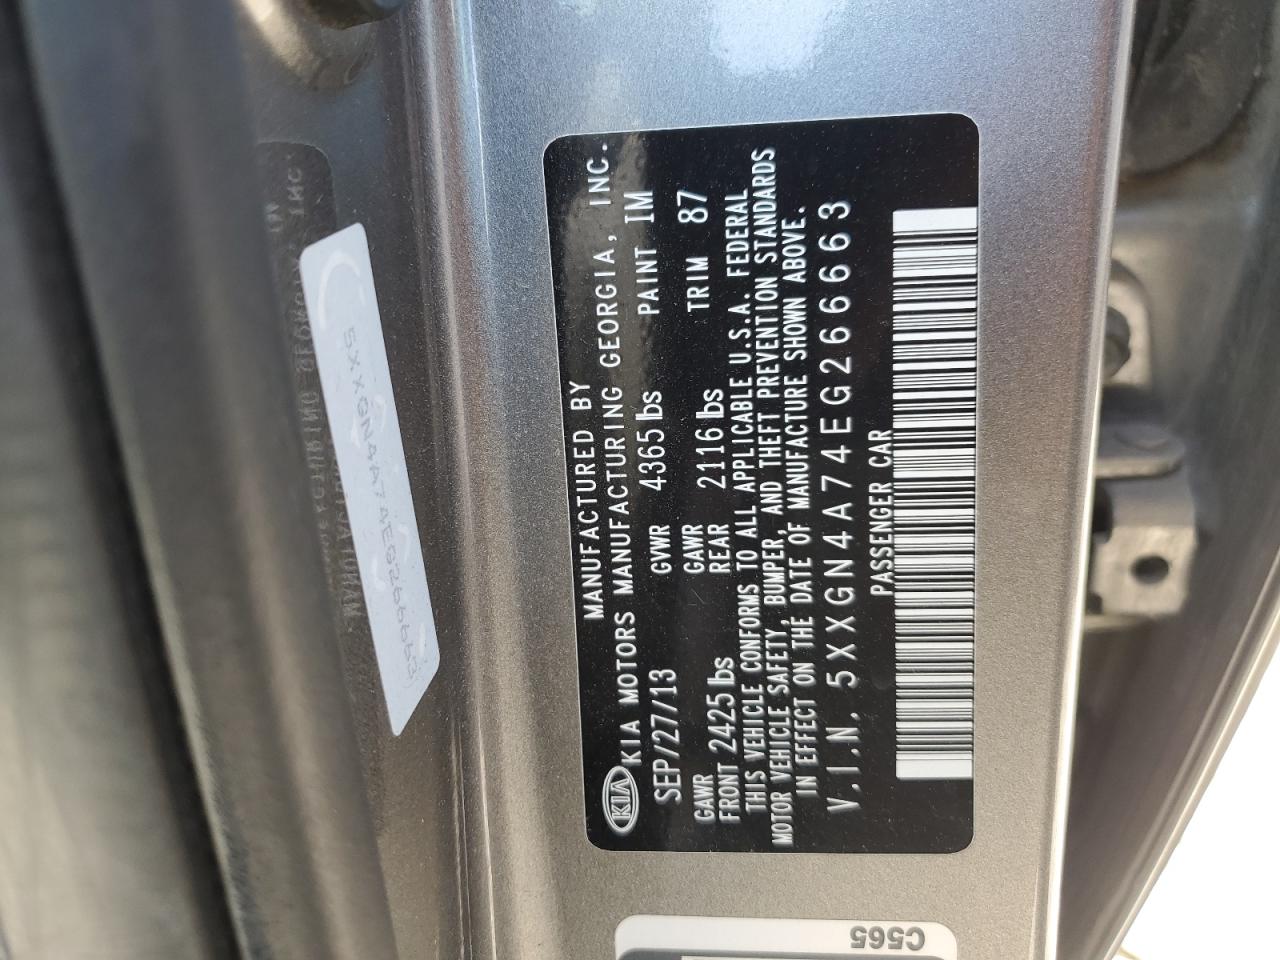 MANUFACTURED BY
KIA KIA MOTORS MANUFACTURING GEORGIA, INC.
SEP/27/13 GVWR 4365 lbs PAINT IM
GAWR FRONT 2425 lbs GAWR REAR 2116 lbs TRIM 87
THIS VEHICLE CONFORMS TO ALL APPLICABLE U.S.A. FEDERAL
MOTOR VEHICLE SAFETY, BUMPER, AND THEFT PREVENTION STANDARDS
IN EFFECT ON THE DATE OF MANUFACTURE SHOWN ABOVE.
V.I.N. 5XXGN4A74EG266663
PASSENGER CAR
5XXGN4A74EG266663
C565